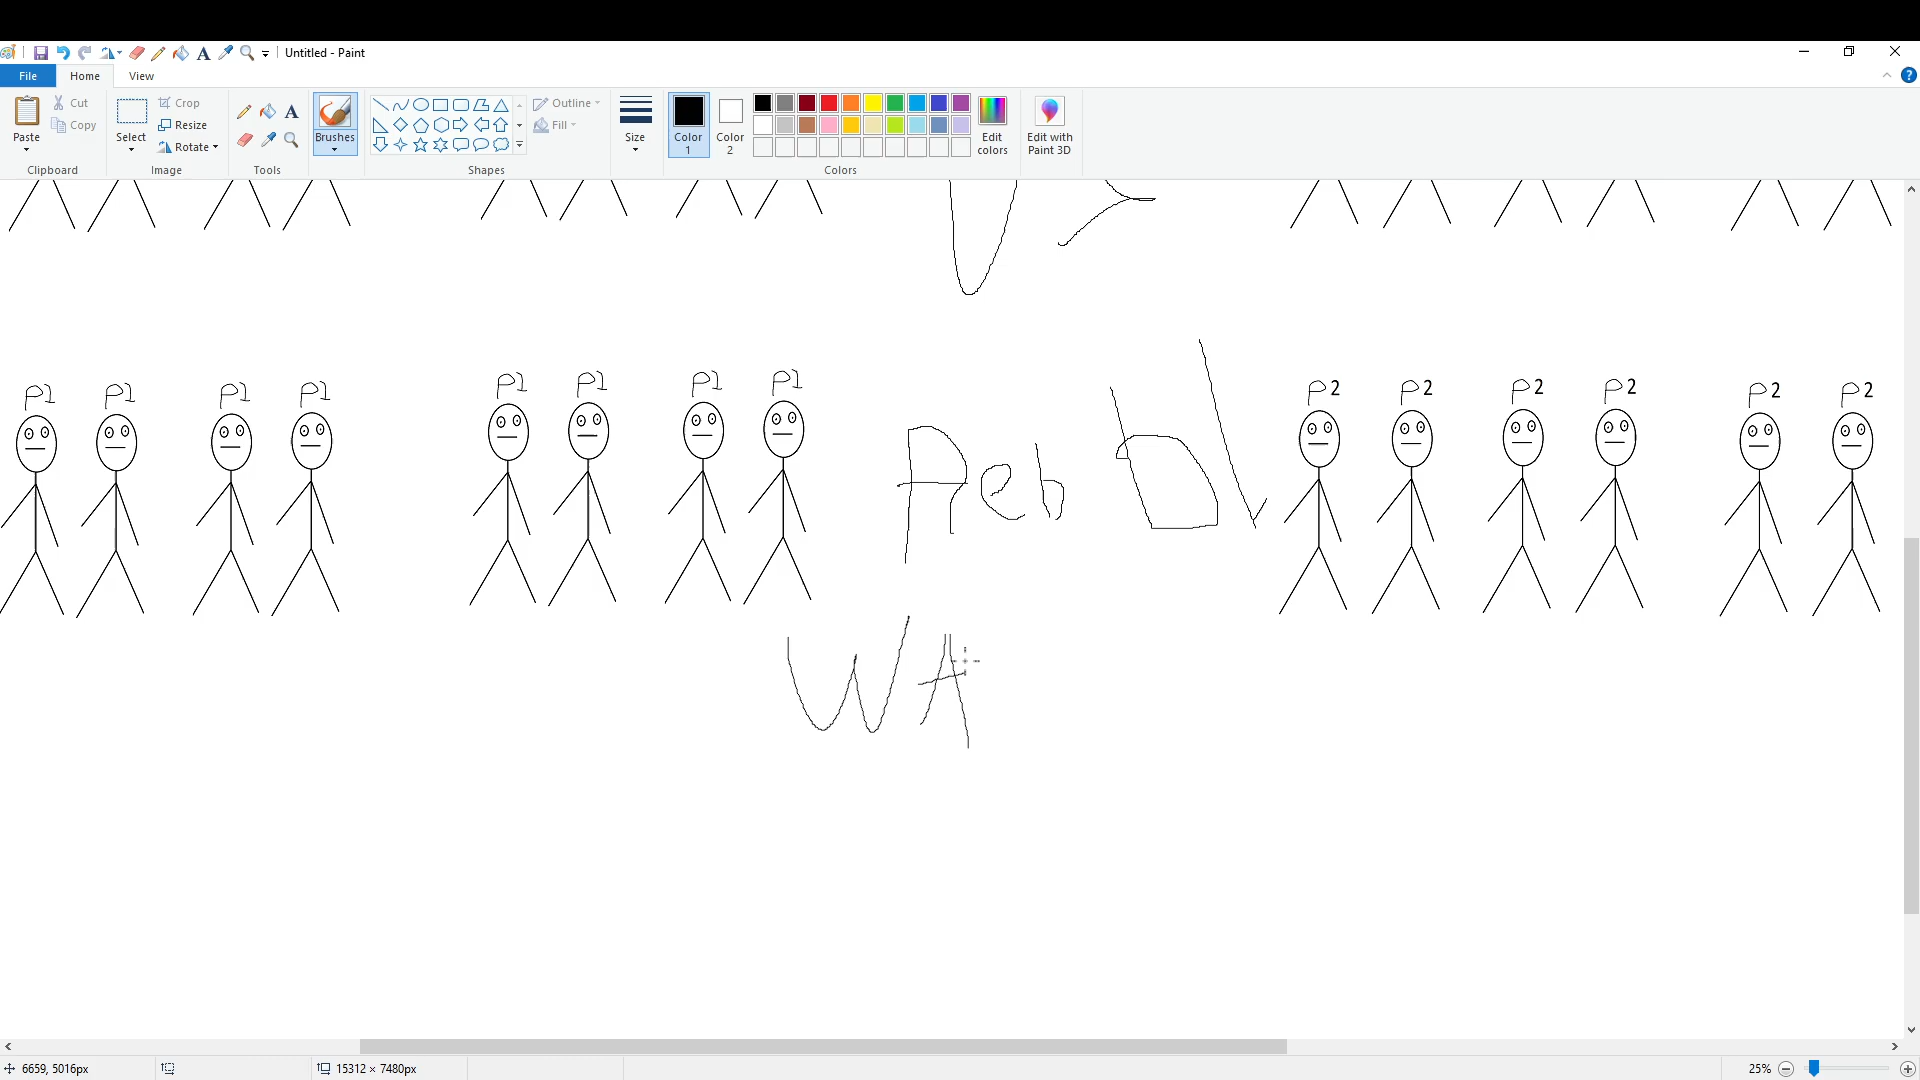 Untitled - Paint
File Home View
Paste Cut Copy Select Crop Resize Rotate Brushes Outline Fill Size Color 1 Color 2 Edit colors Edit with Paint 3D
Clipboard Image Tools Shapes Colors
P1 P1 P1 P1 P1 P1 P1 P1 P2 P2 P2 P2 P2 P2
WA
6659, 5016px 15312 × 7480px 25%